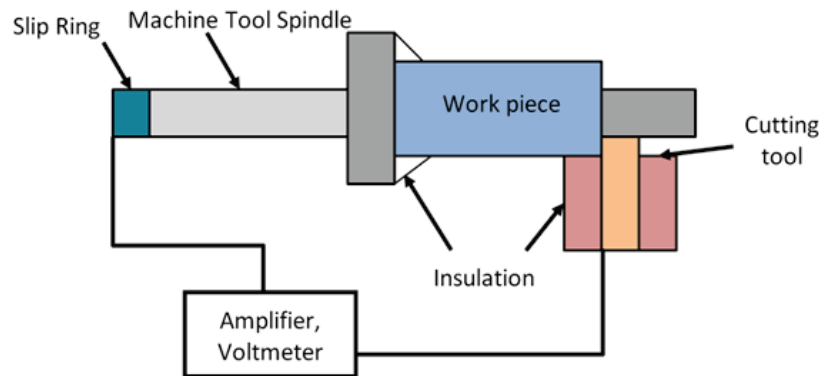 Machine Tool Spindle
Slip Ring
Work piece
Cutting
tool
Insulation
Amplifier,
Voltmeter